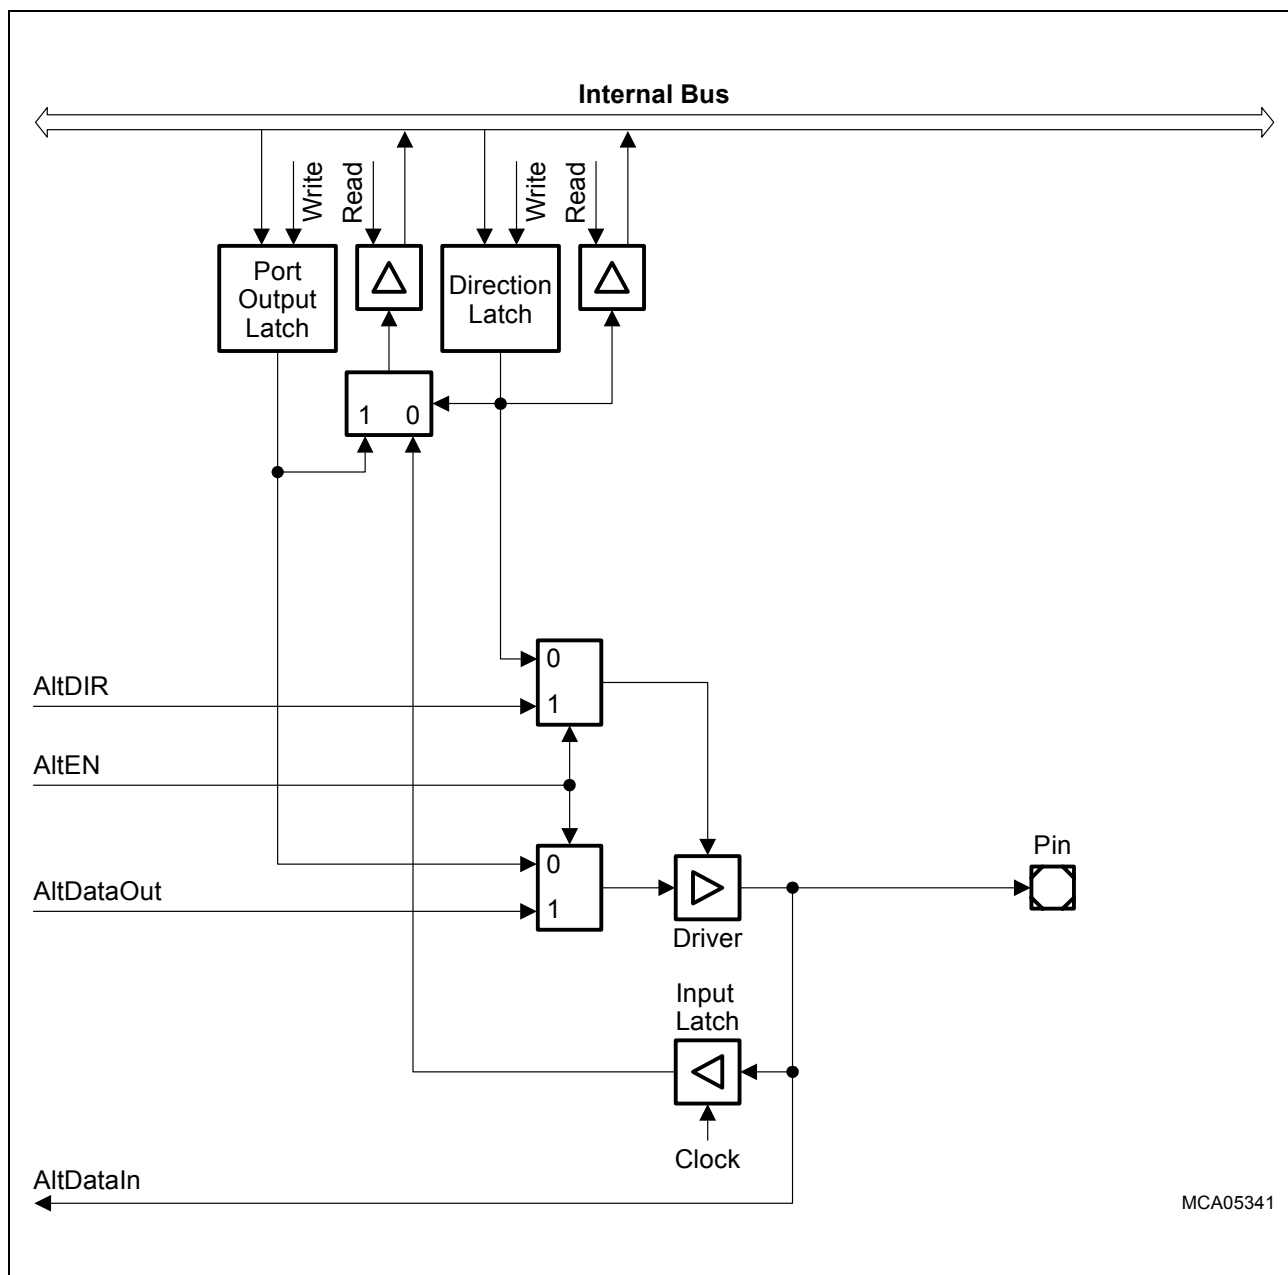 Internal Bus
Write
Read
Write
Read
Port
Output
Latch
Direction
Latch
1 0
0
AltDIR
1
AltEN
0
AltDataOut
1
Driver
Pin
Input
Latch
Clock
AltDataIn
MCA05341